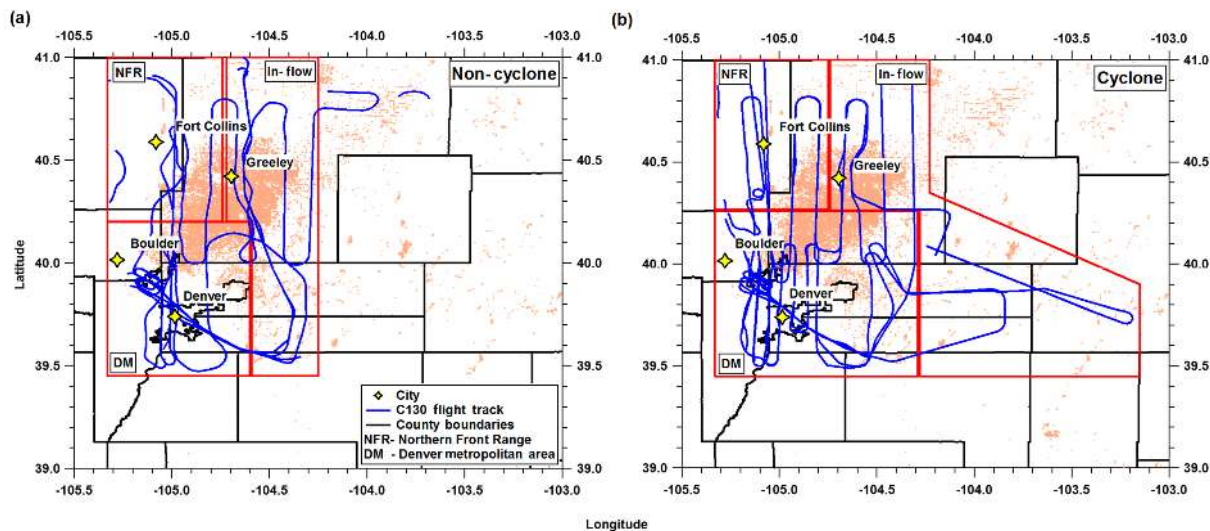 (a)
(b)
-105.5 -105.0 -104.5 -104.0 -103.5 -103.0
-105.5 -105.0 -104.5 -104.0 -103.5 -103.0
41.0
41.0
41.0
41.0
NFR
In- flow
Non-cyclone
NFR
In- flow
Cyclone
Fort Collins
Fort Collins
40.5
40.5
40.5
40.5
Greeley
Greeley
Latitude
Boulder
Boulder
40.0
40.0
40.0
40.0
Denver
Denver
39.5
39.5
39.5
39.5
DM
DM
City
C130 flight track
County boundaries
NFR- Northern Front Range
DM - Denver metropolitan area
39.0
39.0
39.0
39.0
-105.5 -105.0 -104.5 -104.0 -103.5 -103.0
-105.5 -105.0 -104.5 -104.0 -103.5 -103.0
Longitude